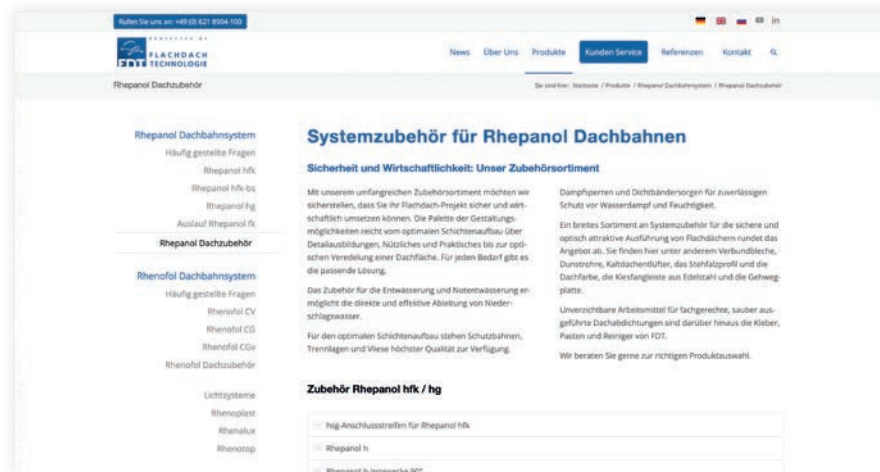 Rufen Sie uns an: +49 (0) 621 8504-100
in
FDT
FLACHDACH
TECHNOLOGIE
News Über Uns Produkte Kunden Service Referenzen Kontakt
Rhepanol Dachzubehör
Sie sind hier: Startseite / Produkte / Rhepanol Dachbahnsystem / Rhepanol Dachzubehör
Rhepanol Dachbahnsystem
Häufig gestellte Fragen
Rhepanol hfk
Rhepanol hfk-bs
Rhepanol hg
Auslauf Rhepanol fk
Rhepanol Dachzubehör
Rhenofol Dachbahnsystem
Häufig gestellte Fragen
Rhenofol CV
Rhenofol CG
Rhenofol CGv
Rhenofol Dachzubehör
Lichtsysteme
Rhenoplast
Rhenalux
Rhenotop
Systemzubehör für Rhepanol Dachbahnen
Sicherheit und Wirtschaftlichkeit: Unser Zubehörsortiment
Mit unserem umfangreichen Zubehörsortiment möchten wir
sicherstellen, dass Sie Ihr Flachdach-Projekt sicher und wirt-
schaftlich umsetzen können. Die Palette der Gestaltungs-
möglichkeiten reicht vom optimalen Schichtenaufbau über
Detailausbildungen, Nützliches und Praktisches bis zur opti-
schen Veredelung einer Dachfläche. Für jeden Bedarf gibt es
die passende Lösung.
Das Zubehör für die Entwässerung und Notentwässerung er-
möglicht die direkte und effektive Ableitung von Nieder-
schlagswasser.
Für den optimalen Schichtenaufbau stehen Schutzbahnen,
Trennlagen und Vliese höchster Qualität zur Verfügung.
Dampfsperren und Dichtbändersorgen für zuverlässigen
Schutz vor Wasserdampf und Feuchtigkeit.
Ein breites Sortiment an Systemzubehör für die sichere und
optisch attraktive Ausführung von Flachdächern rundet das
Angebot ab. Sie finden hier unter anderem Verbundbleche,
Dunstrohre, Kaltdachentlüfter, das Stehfalzprofil und die
Dachfarbe, die Kiesfangleiste aus Edelstahl und die Gehweg-
platte.
Unverzichtbare Arbeitsmittel für fachgerechte, sauber aus-
geführte Dachabdichtungen sind darüber hinaus die Kleber,
Pasten und Reiniger von FDT.
Wir beraten Sie gerne zur richtigen Produktauswahl.
Zubehör Rhepanol hfk / hg
hsg-Anschlussstreifen für Rhepanol hfk
Rhepanol h
Rhepanol h-Innenecke 90°